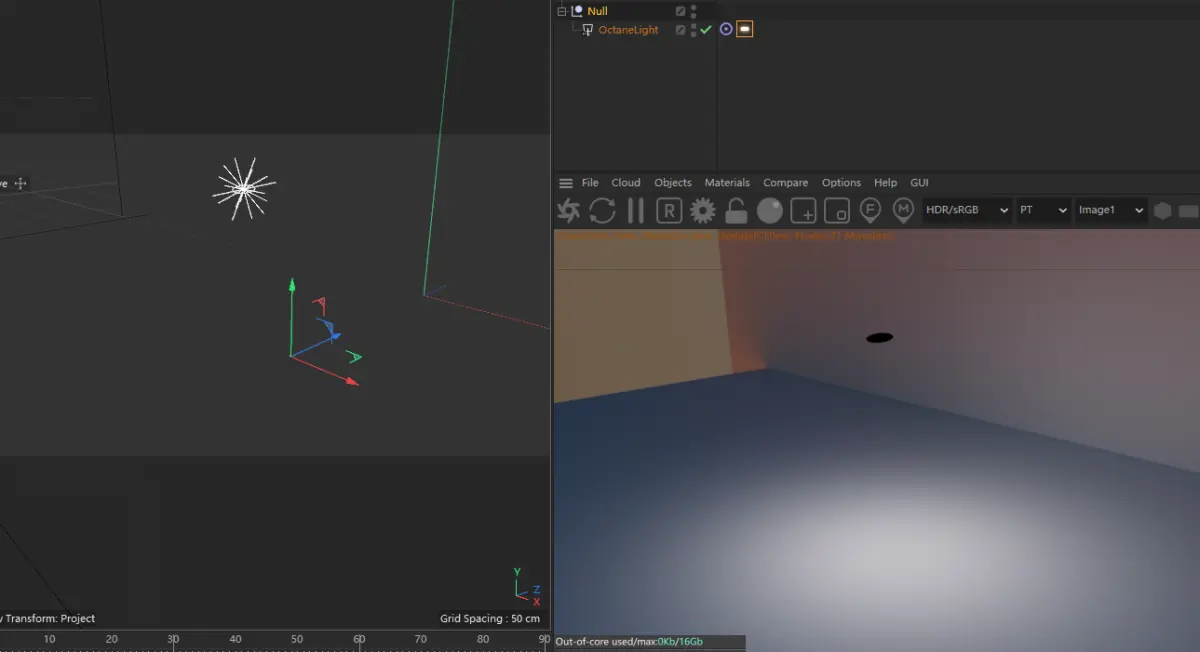 Null
OctaneLight
ve
File Cloud Objects Materials Compare Options Help GUI
R
F
M
HDR/sRGB PT Image1
Y
Z
X
Transform: Project
Grid Spacing : 50 cm
10 20 30 40 50 60 70 80 90
Out-of-core used/max:0Kb/16Gb